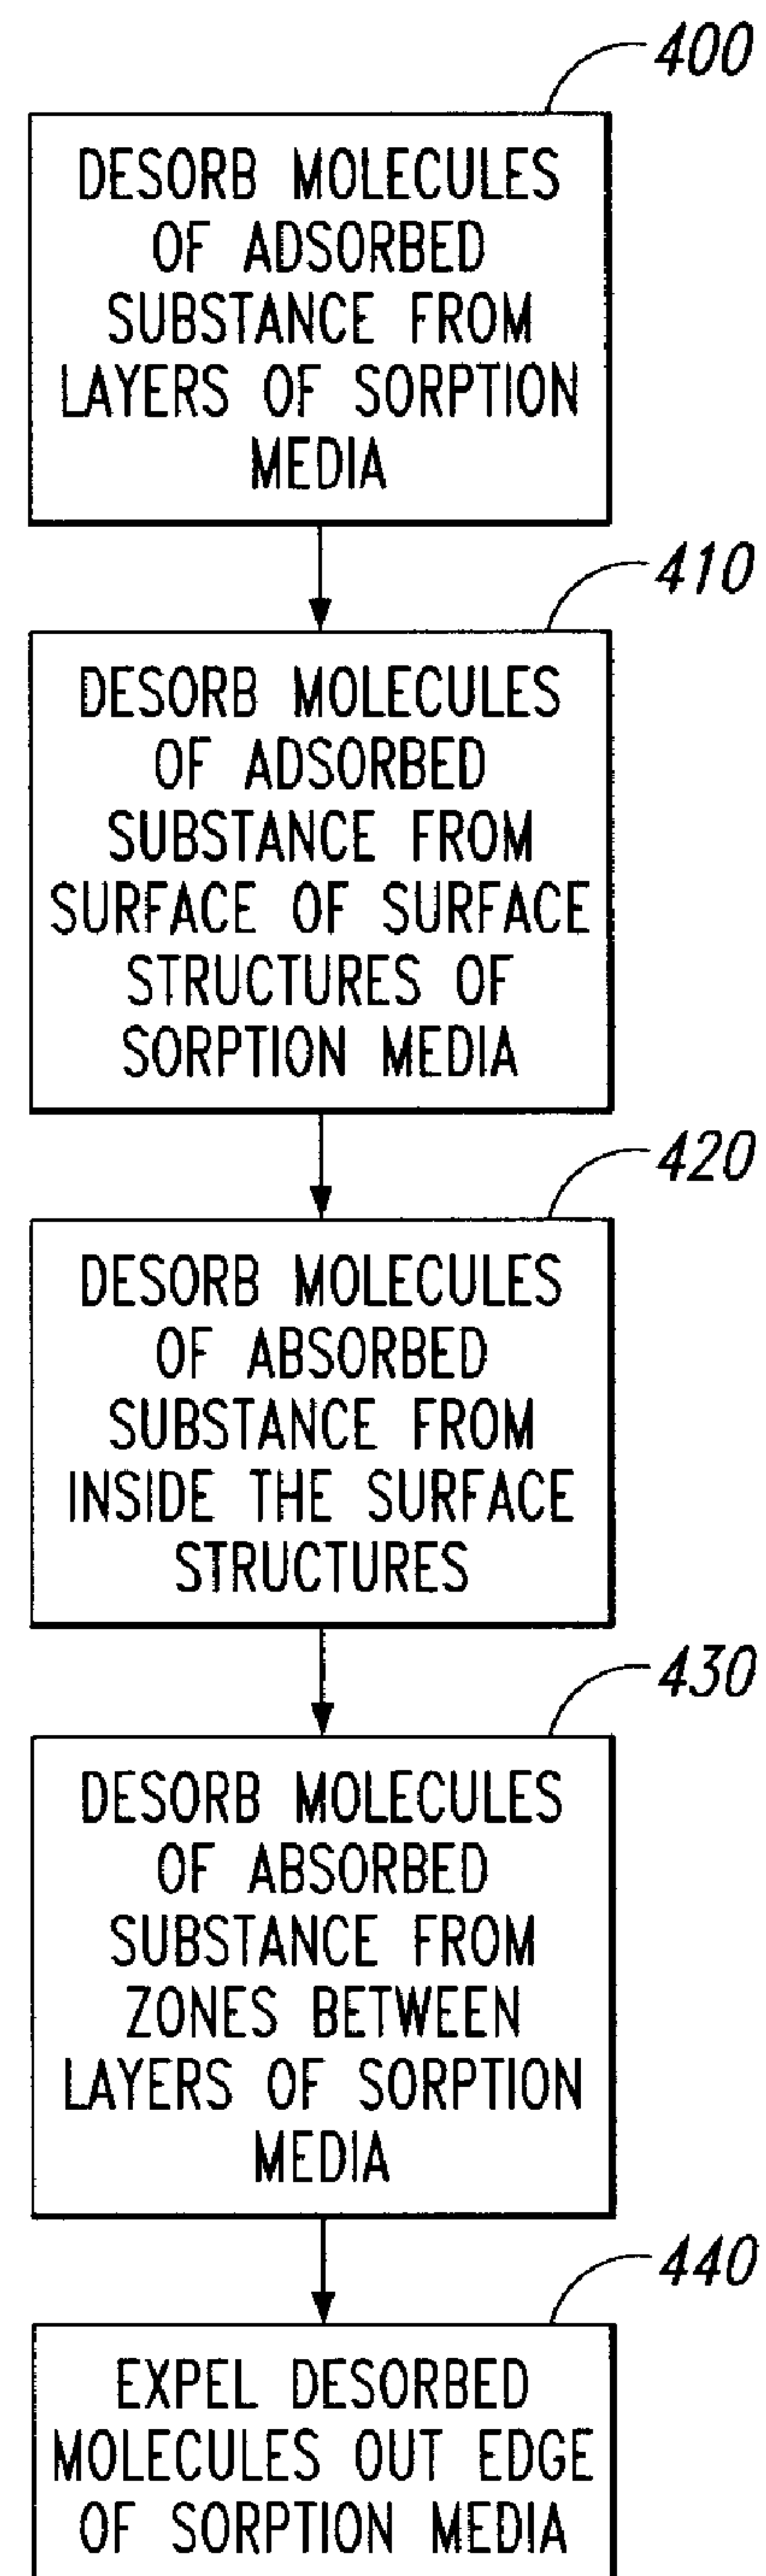 400
DESORB MOLECULES
OF ADSORBED
SUBSTANCE FROM
LAYERS OF SORPTION
MEDIA
410
DESORB MOLECULES
OF ADSORBED
SUBSTANCE FROM
SURFACE OF SURFACE
STRUCTURES OF
SORPTION MEDIA
420
DESORB MOLECULES
OF ABSORBED
SUBSTANCE FROM
INSIDE THE SURFACE
STRUCTURES
430
DESORB MOLECULES
OF ABSORBED
SUBSTANCE FROM
ZONES BETWEEN
LAYERS OF SORPTION
MEDIA
440
EXPEL DESORBED
MOLECULES OUT EDGE
OF SORPTION MEDIA